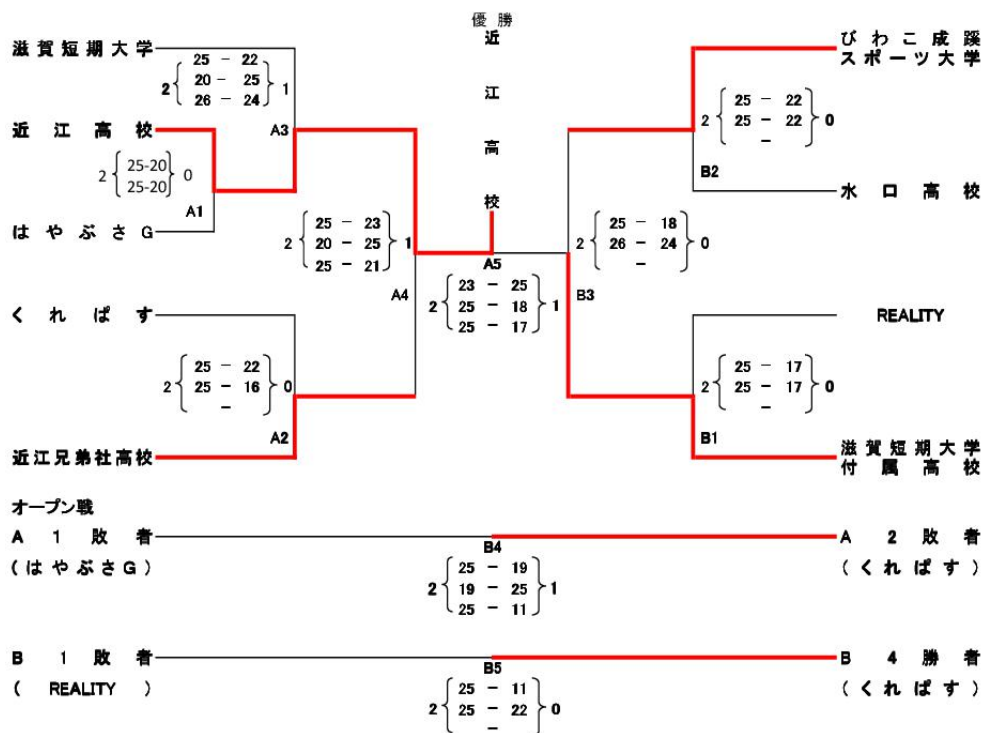 優勝
近江高校
滋賀短期大学
2 25 - 22 1
20 - 25
26 - 24
A3
近江高校
2 25-20 0
25-20
A1
はやぶさG
2 25 - 23 1
20 - 25
25 - 21
A4
くればす
2 25 - 22 0
25 - 16
-
A2
近江兄弟社高校
A5
2 23 - 25 1
25 - 18
25 - 17
びわこ成蹊
スポーツ大学
2 25 - 22 0
25 - 22
-
B2
水口高校
2 25 - 18 0
26 - 24
-
B3
REALITY
2 25 - 17 0
25 - 17
-
B1
滋賀短期大学
付属高校
オープン戦
A1敗者
(はやぶさG)
B4
2 25 - 19 1
19 - 25
25 - 11
A2敗者
(くればす)
B1敗者
( REALITY )
B5
2 25 - 11 0
25 - 22
-
B4勝者
(くればす)